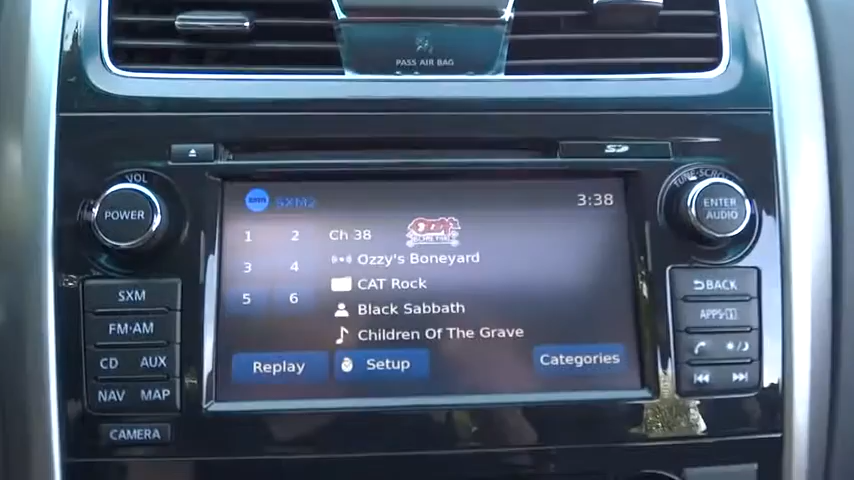 PASS AIR BAG
VOL
TUNE·SCROLL
POWER
ENTER
AUDIO
SXM2
3:38
1 2
3 4
5 6
Ch 38
Ozzy's Boneyard
CAT Rock
Black Sabbath
Children Of The Grave
Replay
Setup
Categories
SXM
FM·AM
CD AUX
NAV MAP
CAMERA
BACK
APPS